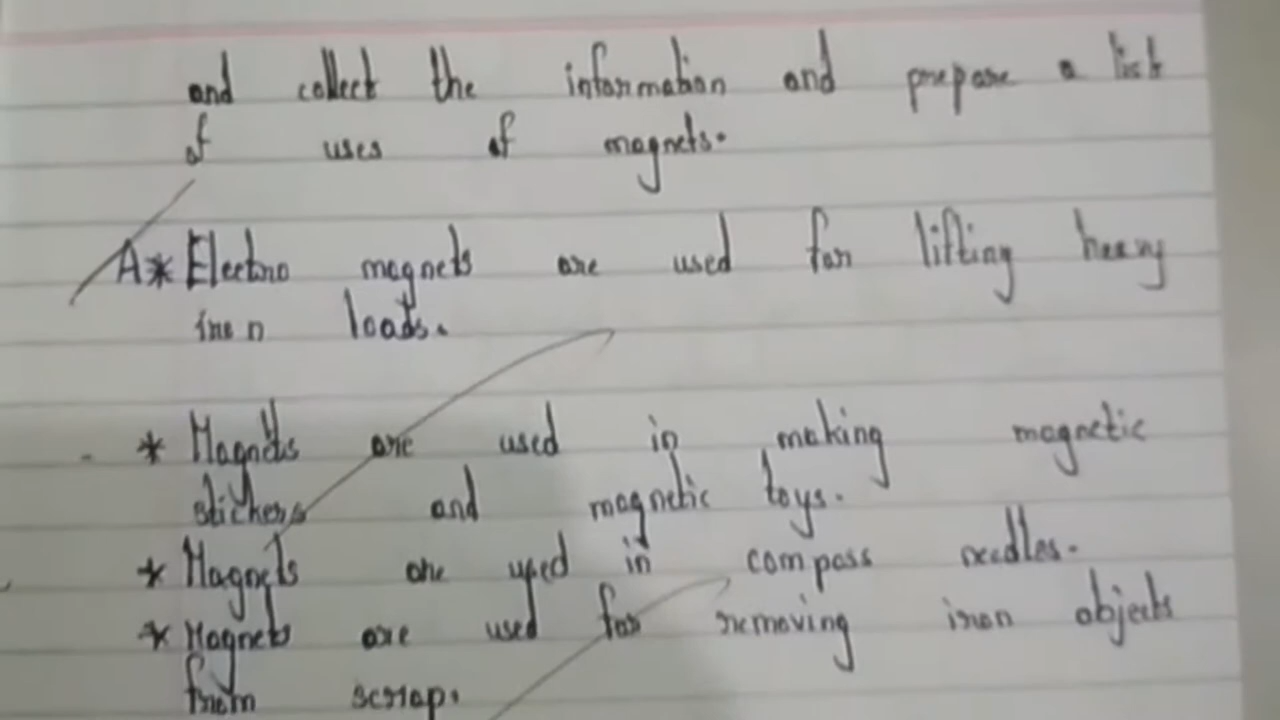 and collect the information and prepare a list
of uses of magnets.
A* Electro magnets are used for lifting heavy
iron loads.
* Magnets are used in making magnetic
stickers and magnetic toys.
* Magnets are used in compass needles.
* Magnets are used for removing iron objects
from scrap.